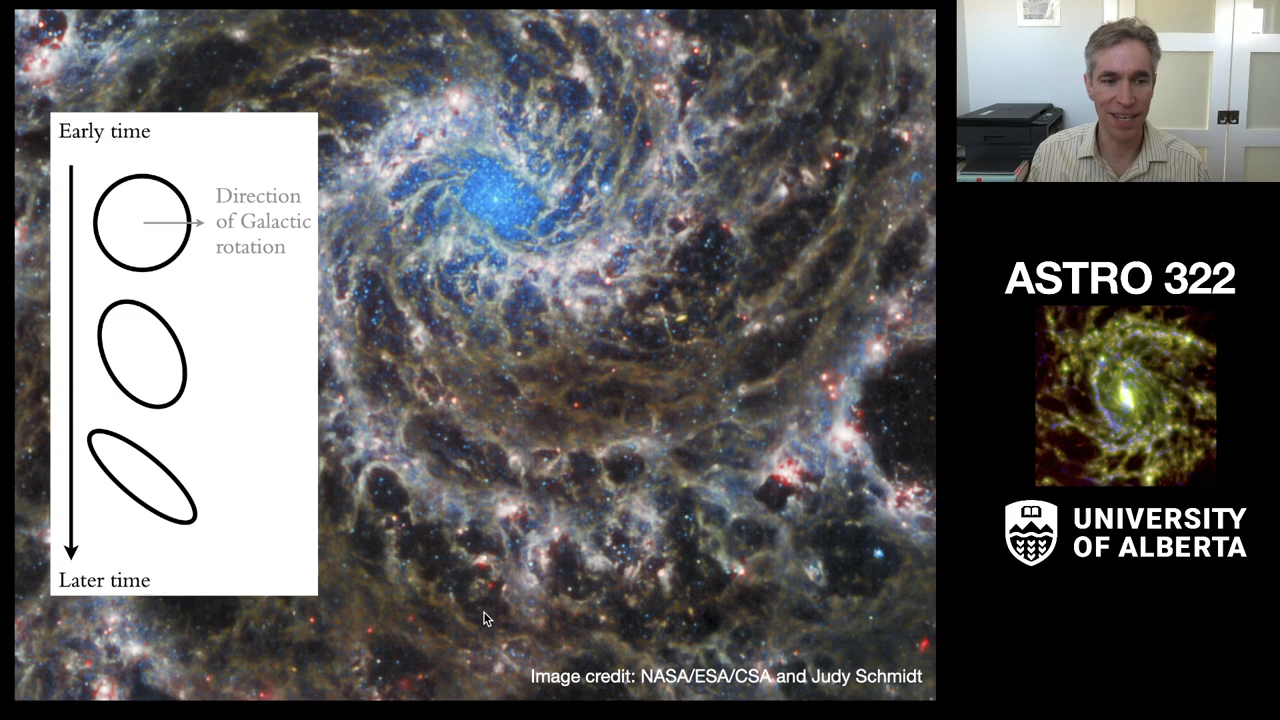 Early time
Direction
of Galactic
rotation
Later time
Image credit: NASA/ESA/CSA and Judy Schmidt
ASTRO 322
UNIVERSITY
OF ALBERTA